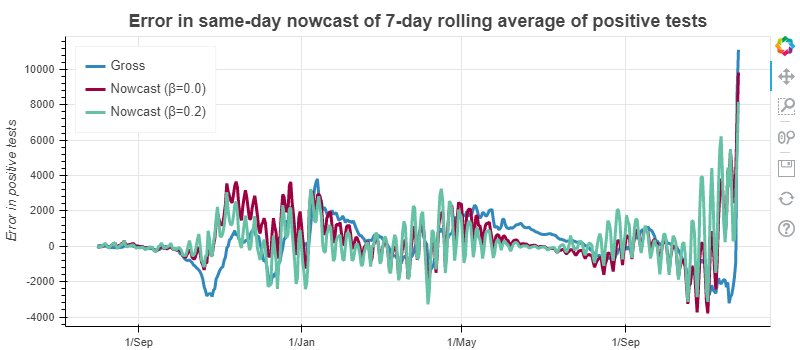 Error in same-day nowcast of 7-day rolling average of positive tests
Gross
Nowcast (β=0.0)
Nowcast (β=0.2)
Error in positive tests
10000
8000
6000
4000
2000
0
-2000
-4000
1/Sep
1/Jan
1/May
1/Sep